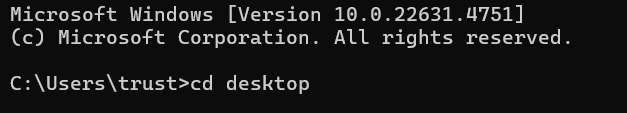 Microsoft Windows [Version 10.0.22631.4751]
(c) Microsoft Corporation. All rights reserved.
C:\Users\trust>cd desktop